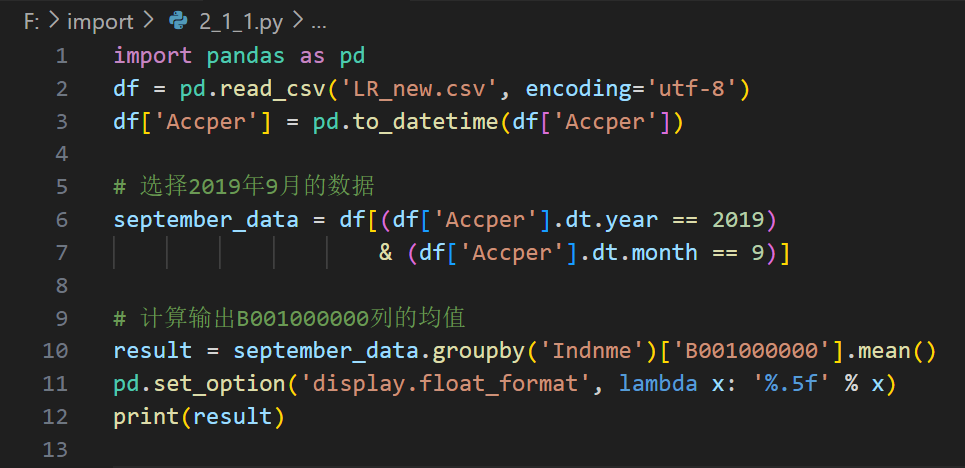 F: > import > 2_1_1.py > ...
1 import pandas as pd
2 df = pd.read_csv('LR_new.csv', encoding='utf-8')
3 df['Accper'] = pd.to_datetime(df['Accper'])
4
5 # 选择2019年9月的数据
6 september_data = df[(df['Accper'].dt.year == 2019)
7                     & (df['Accper'].dt.month == 9)]
8
9 # 计算输出B001000000列的均值
10 result = september_data.groupby('Indnme')['B001000000'].mean()
11 pd.set_option('display.float_format', lambda x: '%.5f' % x)
12 print(result)
13